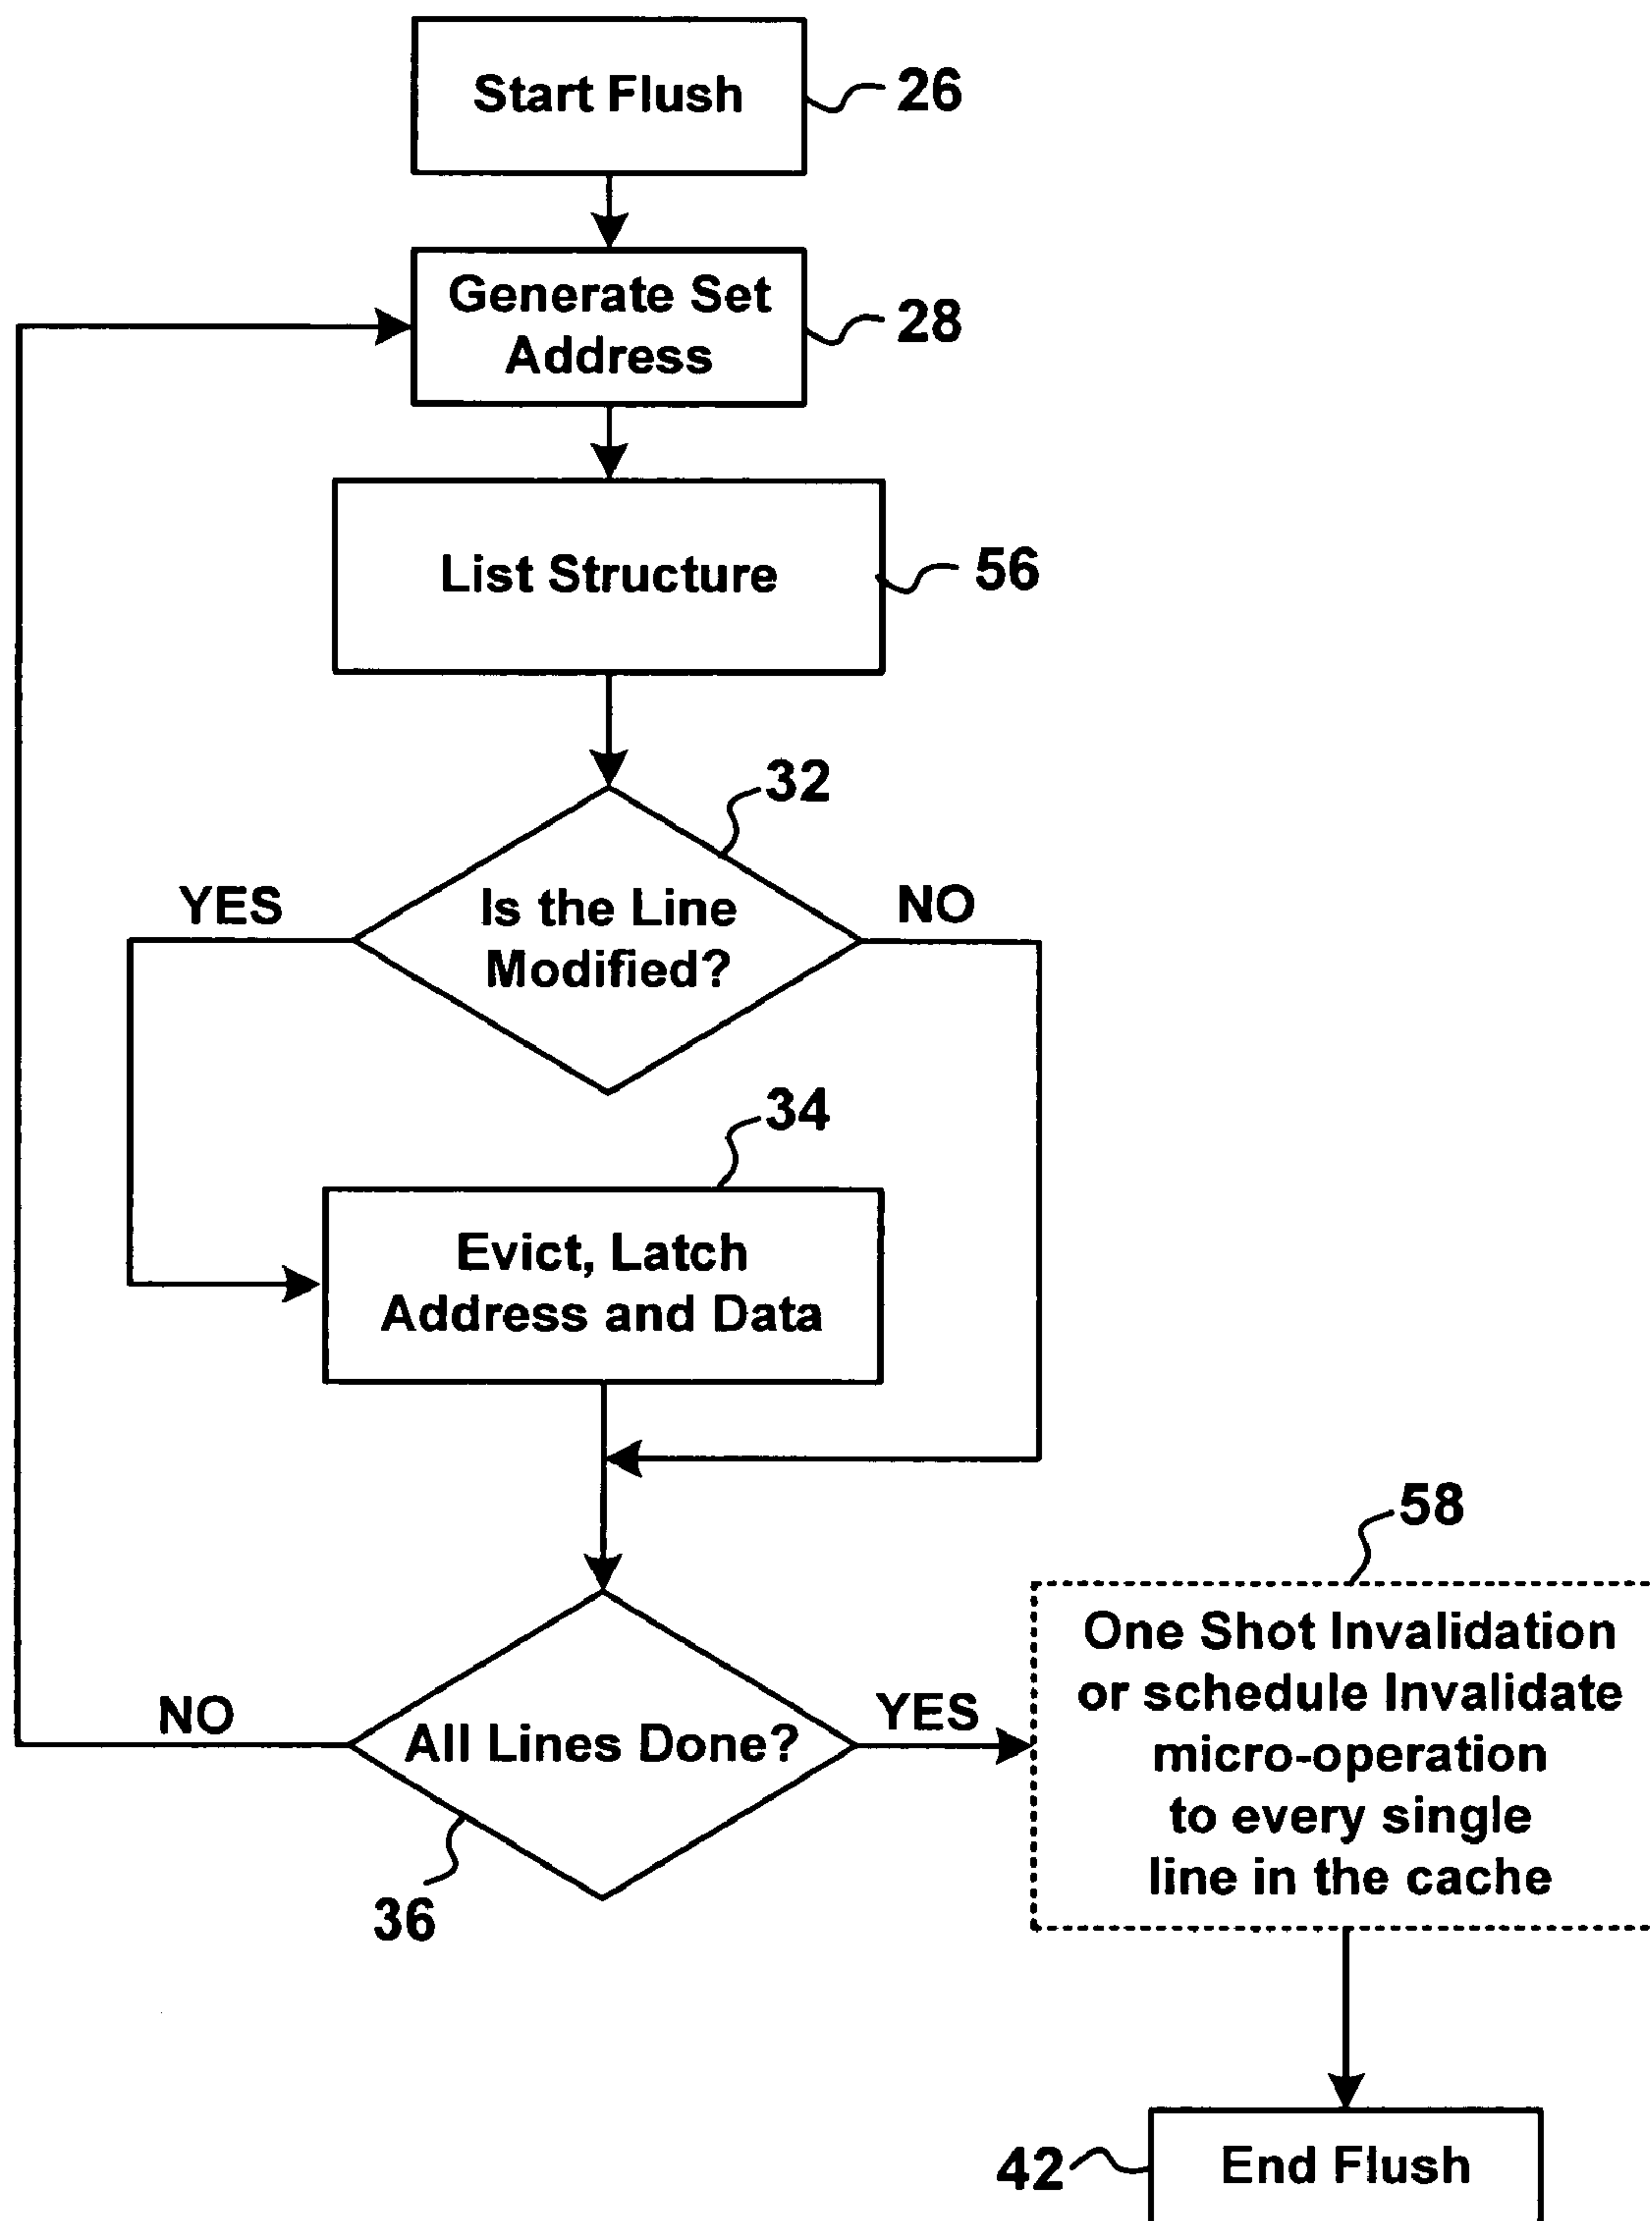 Start Flush
26
Generate Set
Address
28
List Structure
56
32
YES
Is the Line
Modified?
NO
34
Evict, Latch
Address and Data
58
One Shot Invalidation
or schedule Invalidate
micro-operation
to every single
line in the cache
NO
All Lines Done?
YES
36
42
End Flush